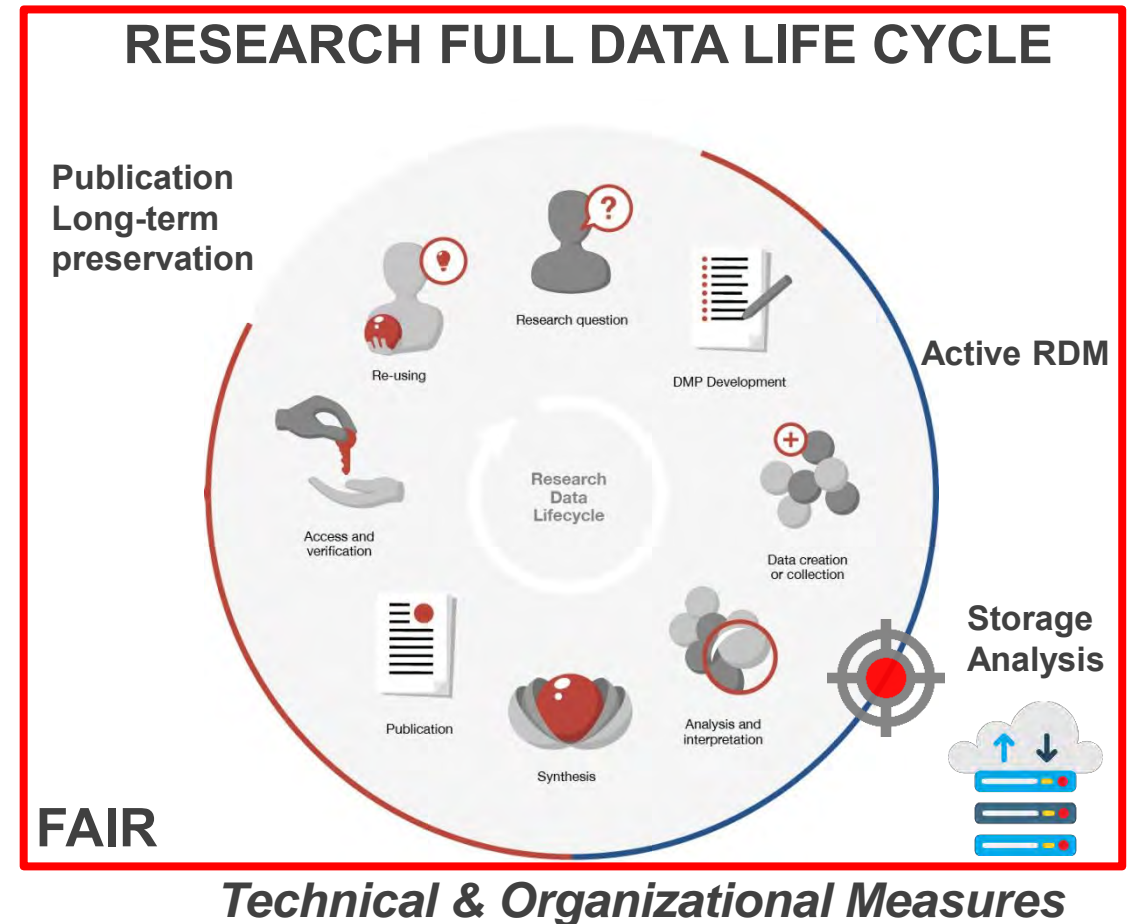 RESEARCH FULL DATA LIFE CYCLE
Publication
Long-term
preservation
?
Research question
Re-using
DMP Development
Active RDM
Research
Data
Lifecycle
Access and
verification
Data creation
or collection
Storage
Analysis
Publication
Analysis and
interpretation
Synthesis
FAIR
Technical & Organizational Measures